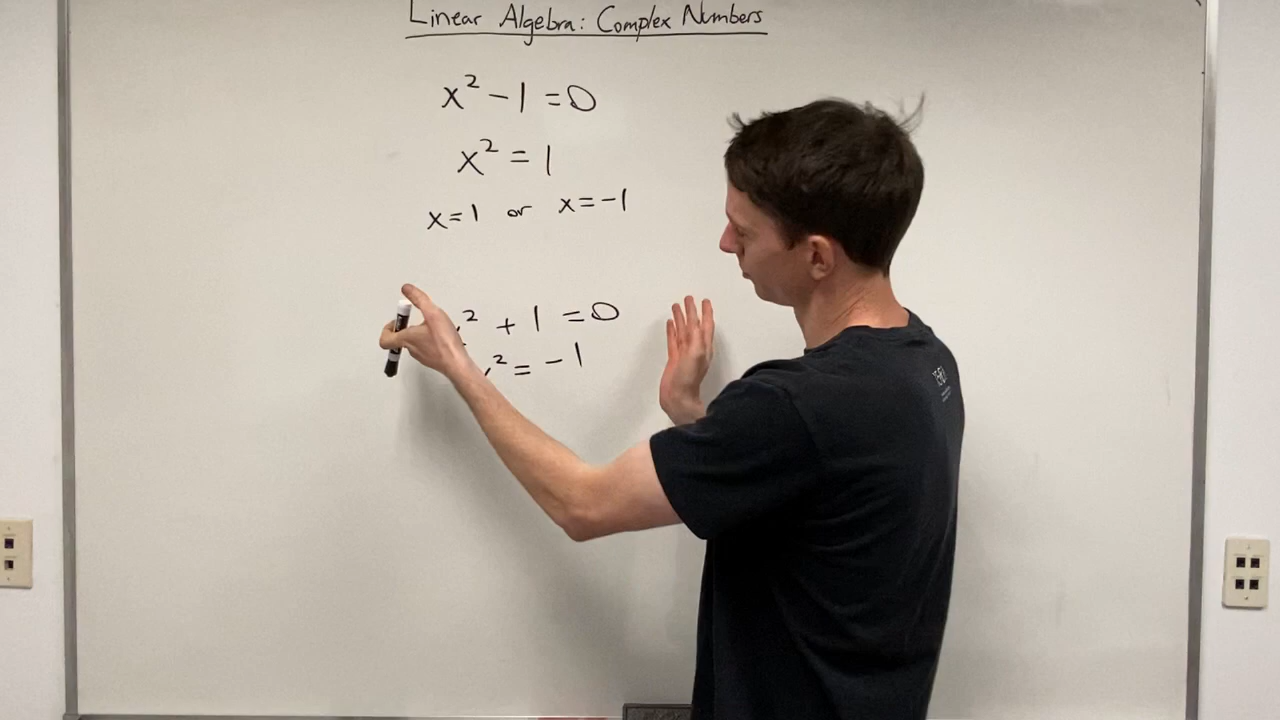 Linear Algebra: Complex Numbers
x² - 1 = 0
x² = 1
x = 1 or x = -1
² + 1 = 0
² = - 1